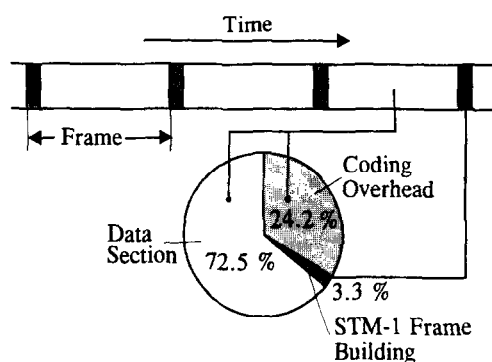 Time
Frame
Coding
Overhead
24.2 %
Data
Section
72.5 %
3.3 %
STM-1 Frame
Building